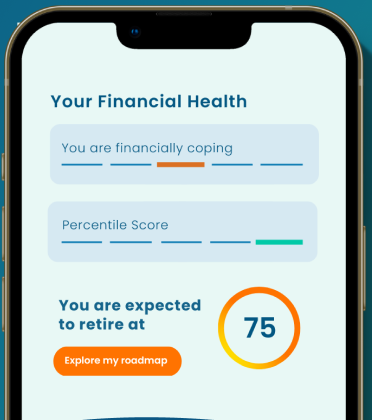 Your Financial Health
You are financially coping
Percentile Score
You are expected
to retire at
75
Explore my roadmap